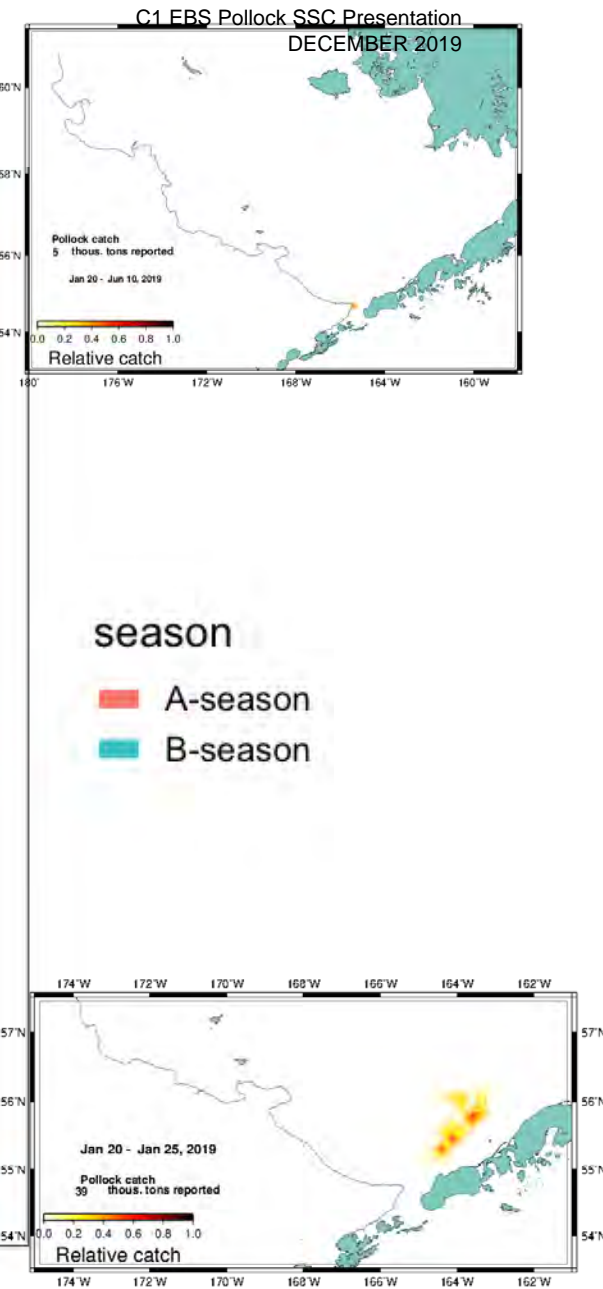 C1 EBS Pollock SSC Presentation
DECEMBER 2019
60°N
58°N
56°N
54°N
Pollock catch
5 thous. tons reported
Jan 20 - Jun 10, 2019
0.0 0.2 0.4 0.6 0.8 1.0
Relative catch
180° 176°W 172°W 168°W 164°W 160°W
season
A-season
B-season
174°W 172°W 170°W 168°W 166°W 164°W 162°W
57°N 57°N
56°N 56°N
55°N 55°N
54°N 54°N
Jan 20 - Jan 25, 2019
Pollock catch
39 thous. tons reported
0.0 0.2 0.4 0.6 0.8 1.0
Relative catch
174°W 172°W 170°W 168°W 166°W 164°W 162°W